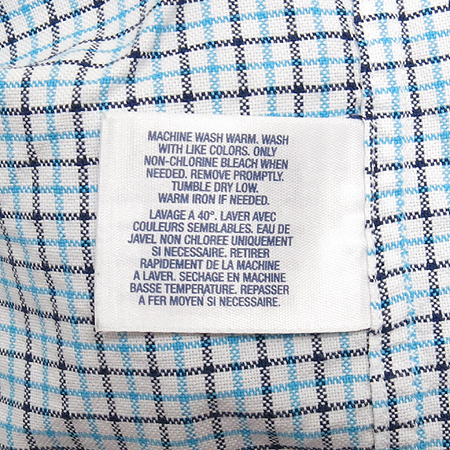 MACHINE WASH WARM. WASH
WITH LIKE COLORS. ONLY
NON-CHLORINE BLEACH WHEN
NEEDED. REMOVE PROMPTLY.
TUMBLE DRY LOW.
WARM IRON IF NEEDED.
LAVAGE A 40°. LAVER AVEC
COULEURS SEMBLABLES. EAU DE
JAVEL NON CHLOREE UNIQUEMENT
SI NECESSAIRE. RETIRER
RAPIDEMENT DE LA MACHINE
A LAVER. SECHAGE EN MACHINE
BASSE TEMPERATURE. REPASSER
A FER MOYEN SI NECESSAIRE.